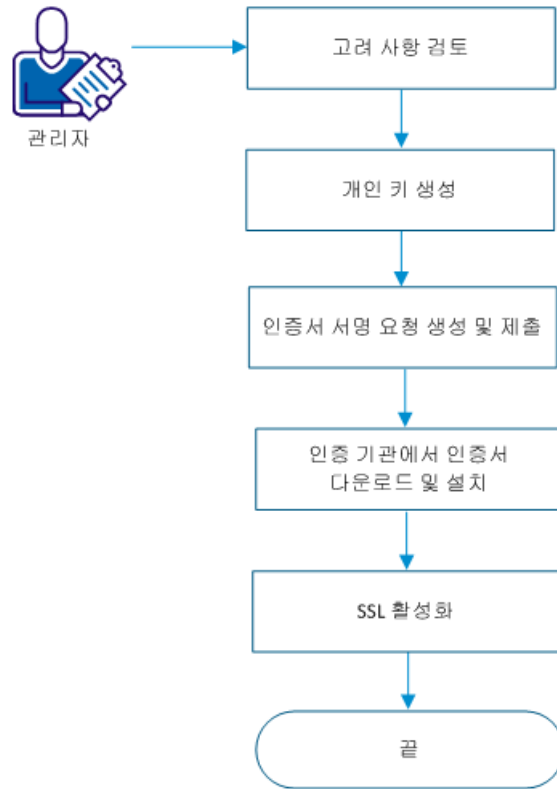 고려 사항 검토
관리자
개인 키 생성
인증서 서명 요청 생성 및 제출
인증 기관에서 인증서
다운로드 및 설치
SSL 활성화
끝